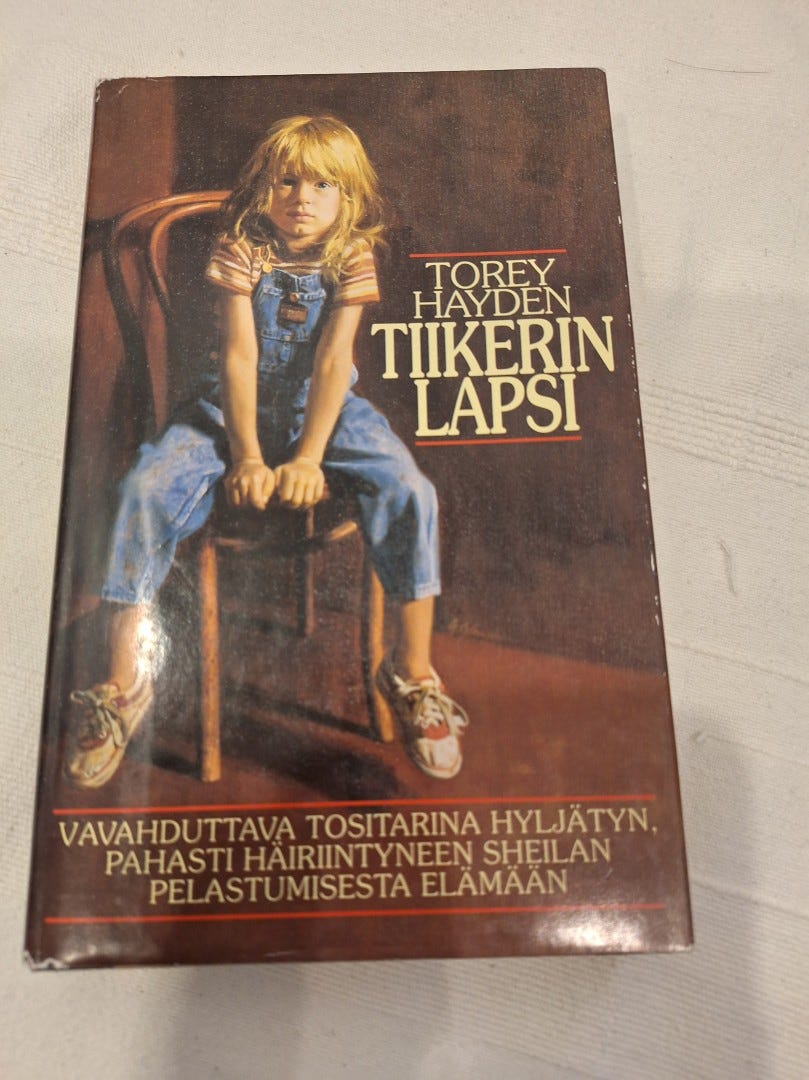 TOREY
HAYDEN
TIIKERIN
LAPSI
VAVAHDUTTAVA TOSITARINA HYLJÄTYN,
PAHASTI HÄIRIINTYNEEN SHEILAN
PELASTUMISESTA ELÄMÄÄN